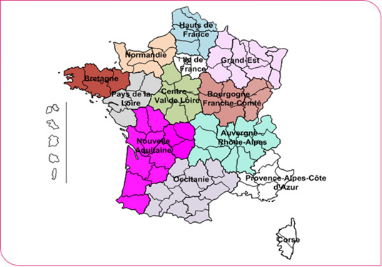 Hauts de
France
Normandie
Ile de
France
Grand-Est
Bretagne
Pays de la
Loire
Centre
Val de Loire
Bourgogne
Franche-Comté
Nouvelle
Aquitaine
Auvergne-
Rhône-Alpes
Occitanie
Provence-Alpes-Côte
d'Azur
Corse